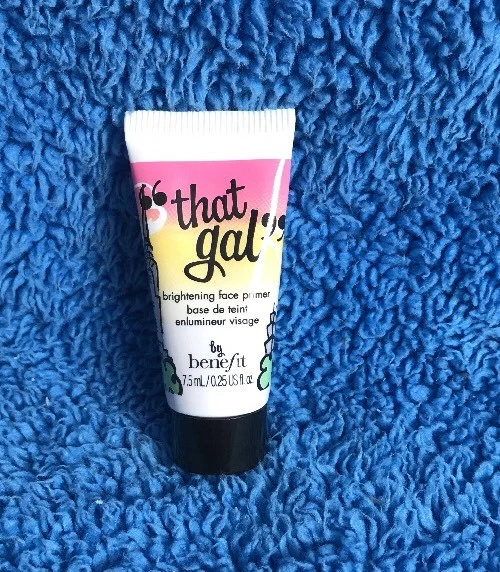 “that
gal”
brightening face primer
base de teint
enlumineur visage
by
benefit
7.5 mL/0.25 US fl. oz